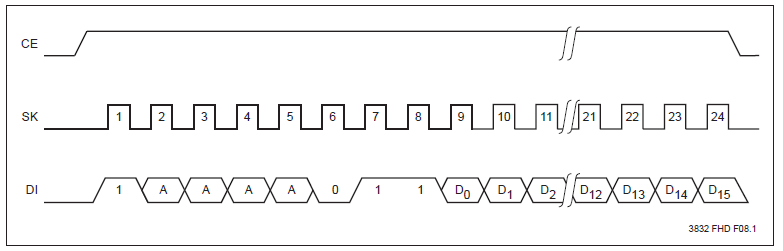 CE
SK 1 2 3 4 5 6 7 8 9 10 11 21 22 23 24
DI 1 A A A A 0 1 1 D0 D1 D2 D12 D13 D14 D15
3832 FHD F08.1